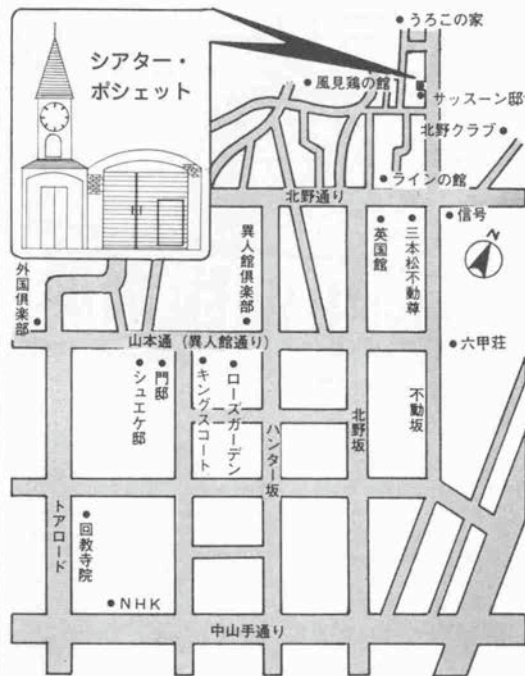 シアター・
ポシェット
うろこの家
風見鶏の館
サッスーン邸
北野クラブ
ラインの館
北野通り
信号
外国倶楽部
異人館倶楽部
英国館
三本松不動尊
N
山本通(異人館通り)
六甲荘
シュエケ邸
門邸
キングスコート
ローズガーデン
ハンター坂
北野坂
不動坂
トアロード
回教寺院
NHK
中山手通り